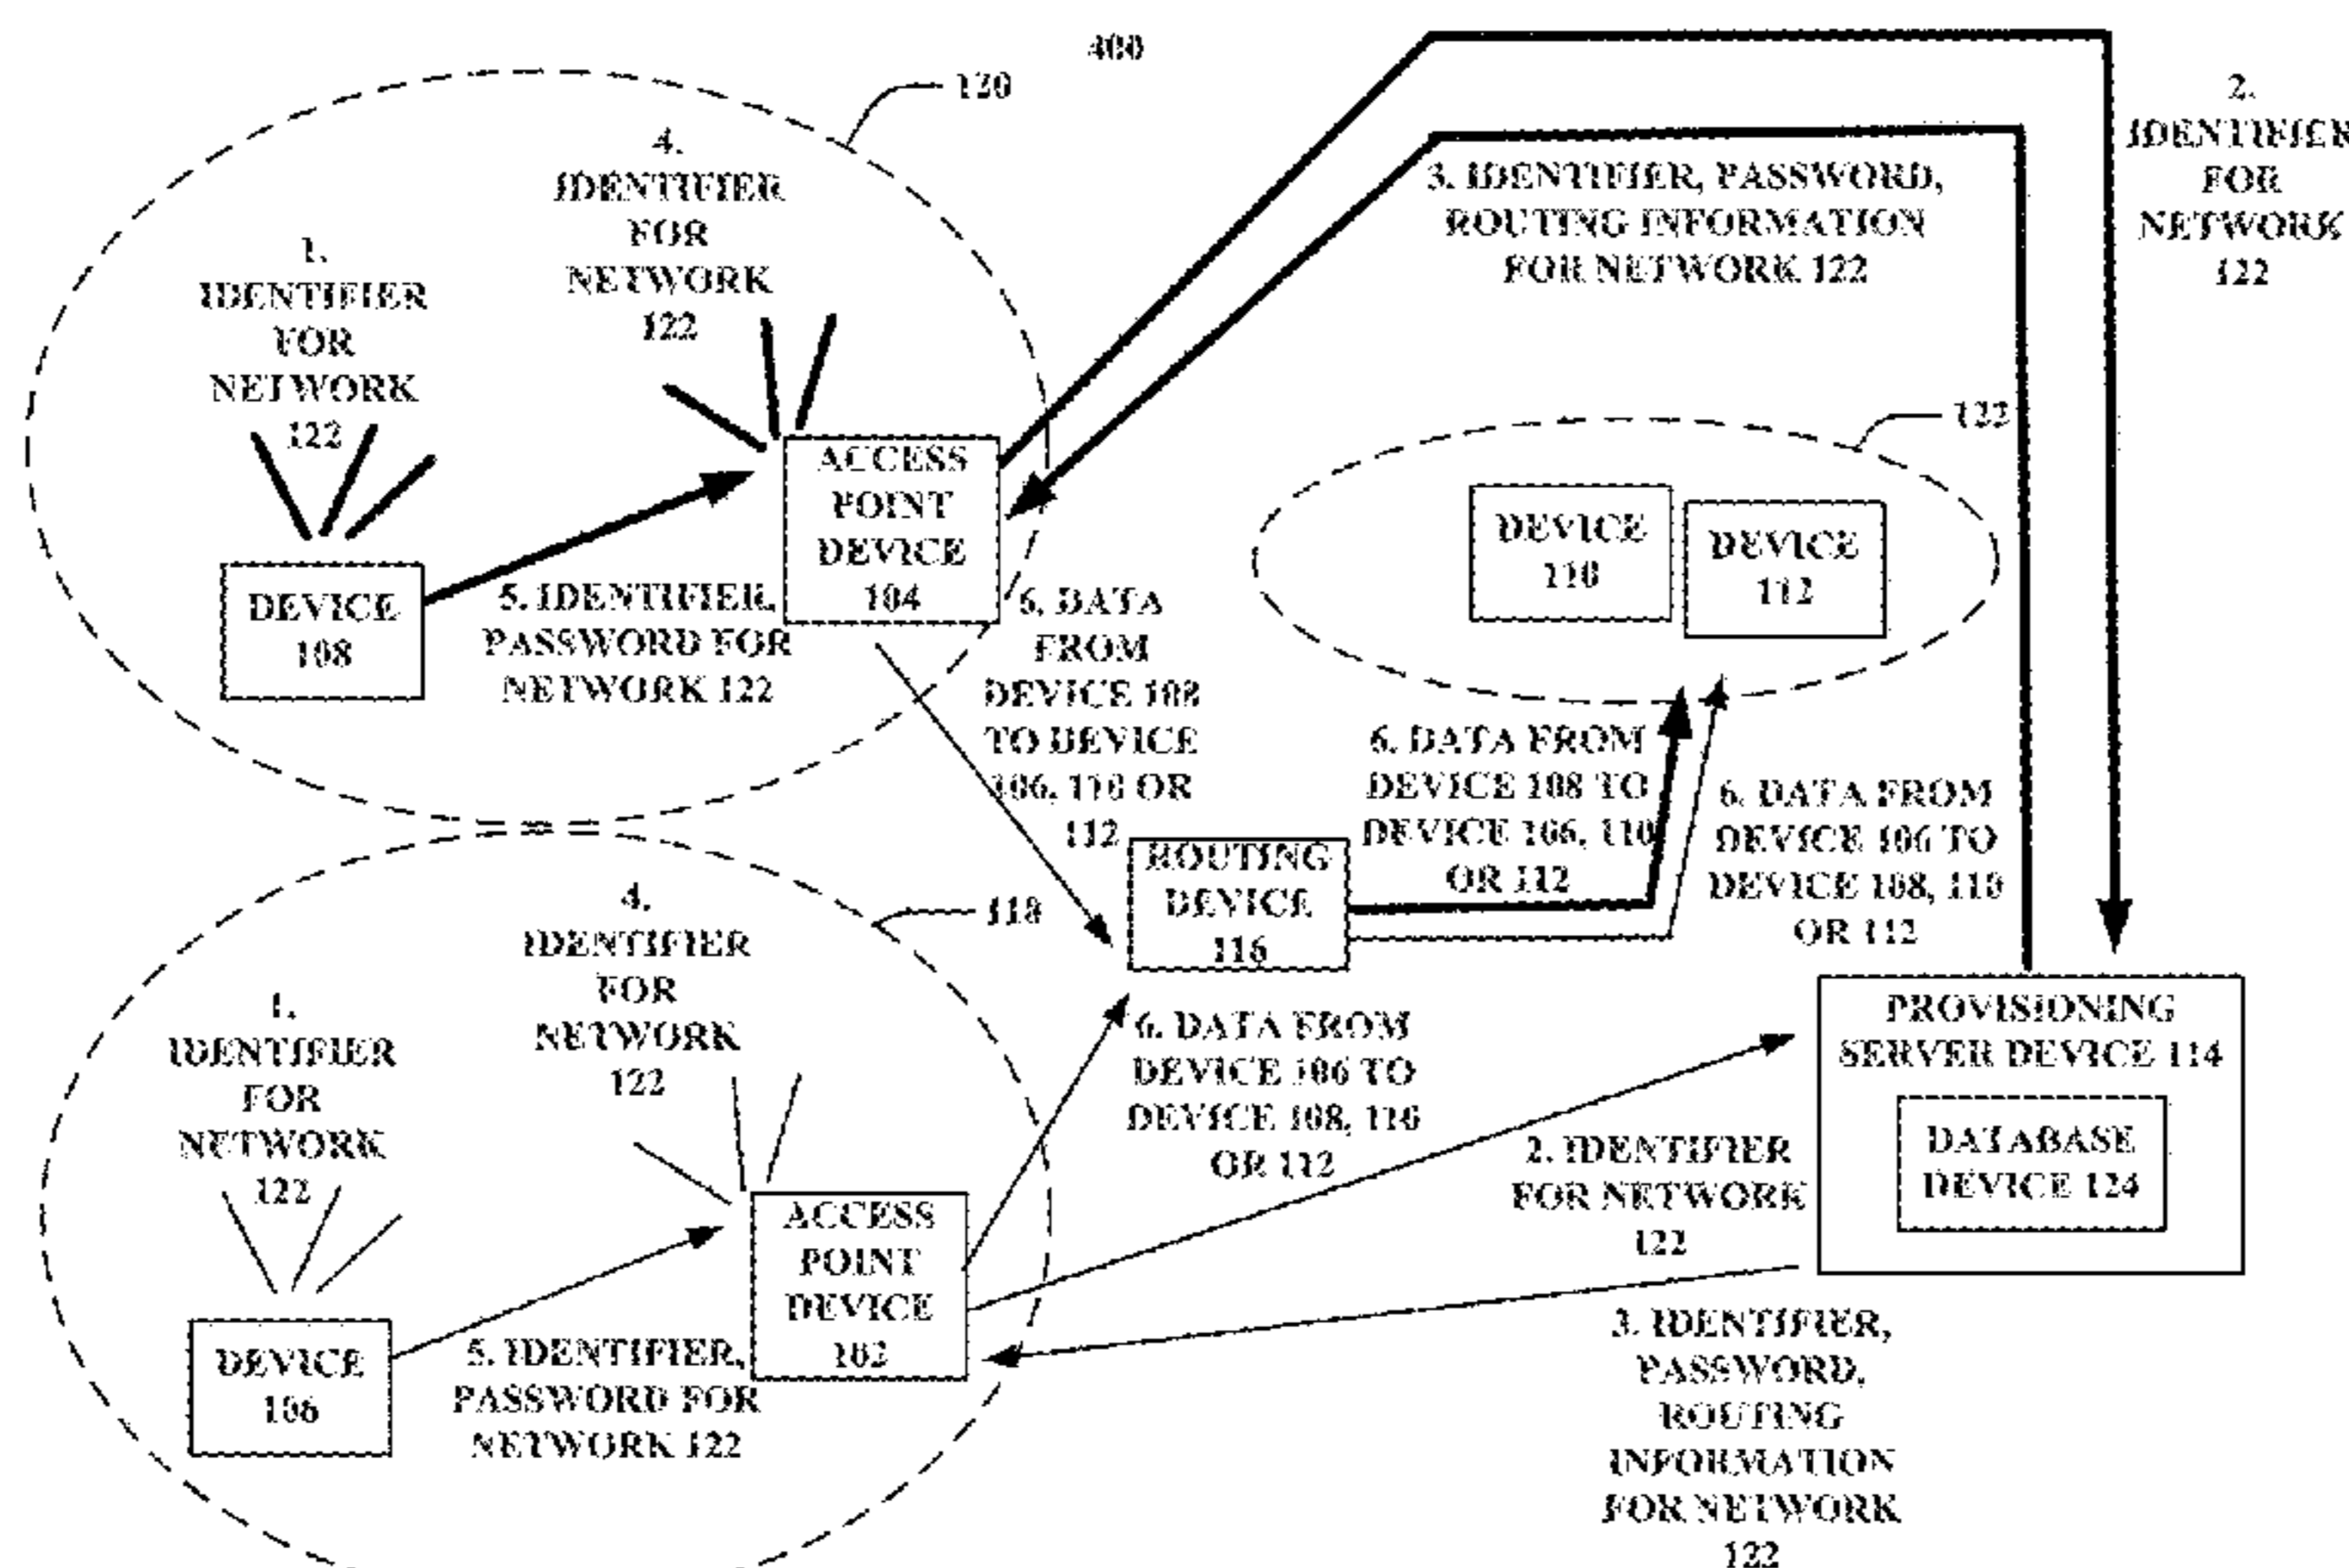 400
120
2.
IDENTIFIER
FOR
NETWORK
122
3. IDENTIFIER, PASSWORD,
ROUTING INFORMATION
FOR NETWORK 122
4.
IDENTIFIER
FOR
NETWORK
122
1.
IDENTIFIER
FOR
NETWORK
122
ACCESS
POINT
DEVICE
104
122
DEVICE
110
DEVICE
112
DEVICE
108
5. IDENTIFIER,
PASSWORD FOR
NETWORK 122
6. DATA
FROM
DEVICE 108
TO DEVICE
106, 110 OR
112
6. DATA FROM
DEVICE 108 TO
DEVICE 106, 110
OR 112
6. DATA FROM
DEVICE 106 TO
DEVICE 108, 110
OR 112
ROUTING
DEVICE
116
118
4.
IDENTIFIER
FOR
NETWORK
122
1.
IDENTIFIER
FOR
NETWORK
122
6. DATA FROM
DEVICE 106 TO
DEVICE 108, 110
OR 112
PROVISIONING
SERVER DEVICE 114
DATABASE
DEVICE 124
2. IDENTIFIER
FOR NETWORK
122
ACCESS
POINT
DEVICE
102
DEVICE
106
5. IDENTIFIER,
PASSWORD FOR
NETWORK 122
3. IDENTIFIER,
PASSWORD,
ROUTING
INFORMATION
FOR NETWORK
122